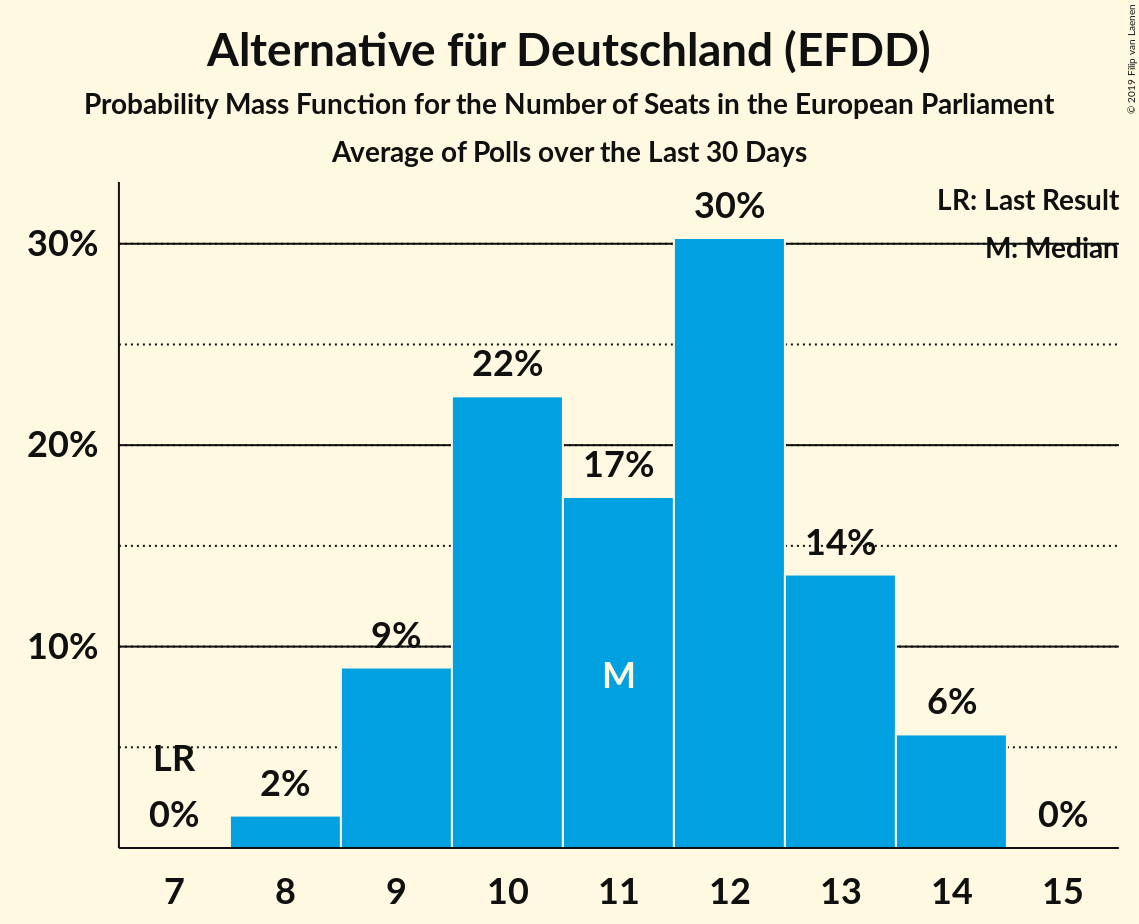 Alternative für Deutschland (EFDD)
Probability Mass Function for the Number of Seats in the European Parliament
Average of Polls over the Last 30 Days
© 2019 Filip van Laenen
LR: Last Result
M: Median
30%
20%
10%
LR
0%
2%
9%
22%
17%
M
30%
14%
6%
0%
7 8 9 10 11 12 13 14 15